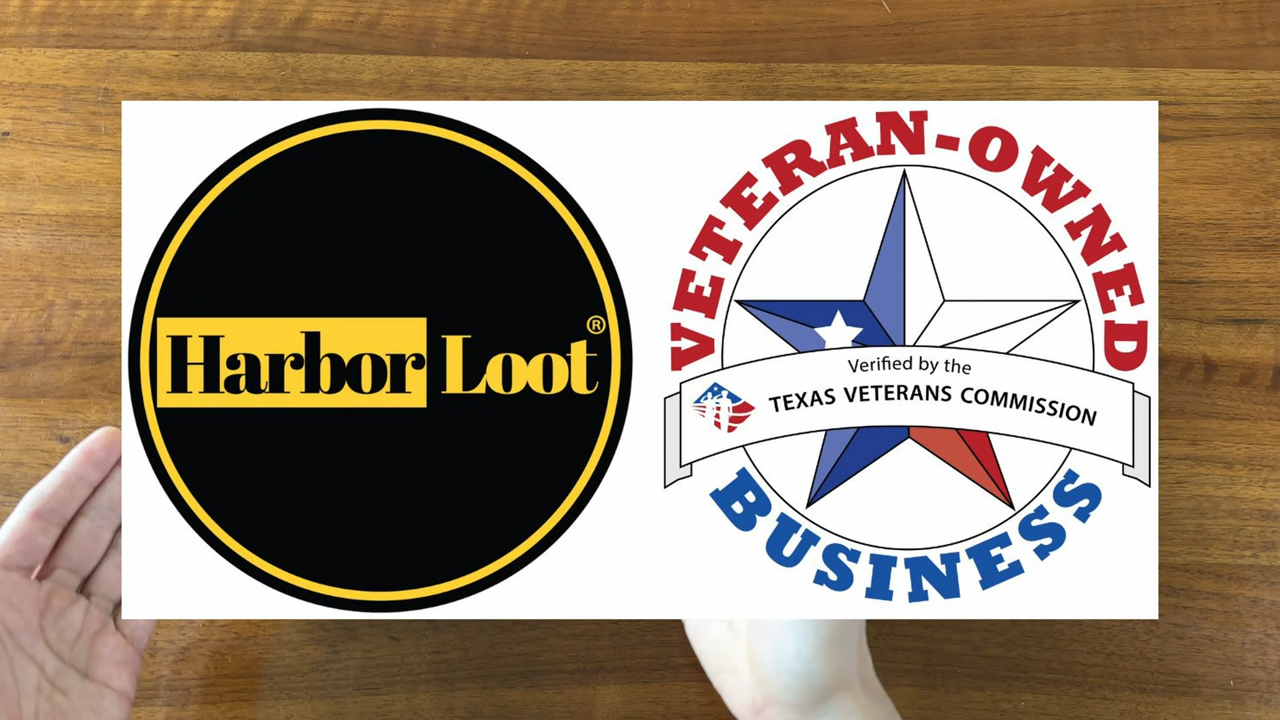 Harbor Loot®
VETERAN-OWNED
Verified by the
TEXAS VETERANS COMMISSION
BUSINESS